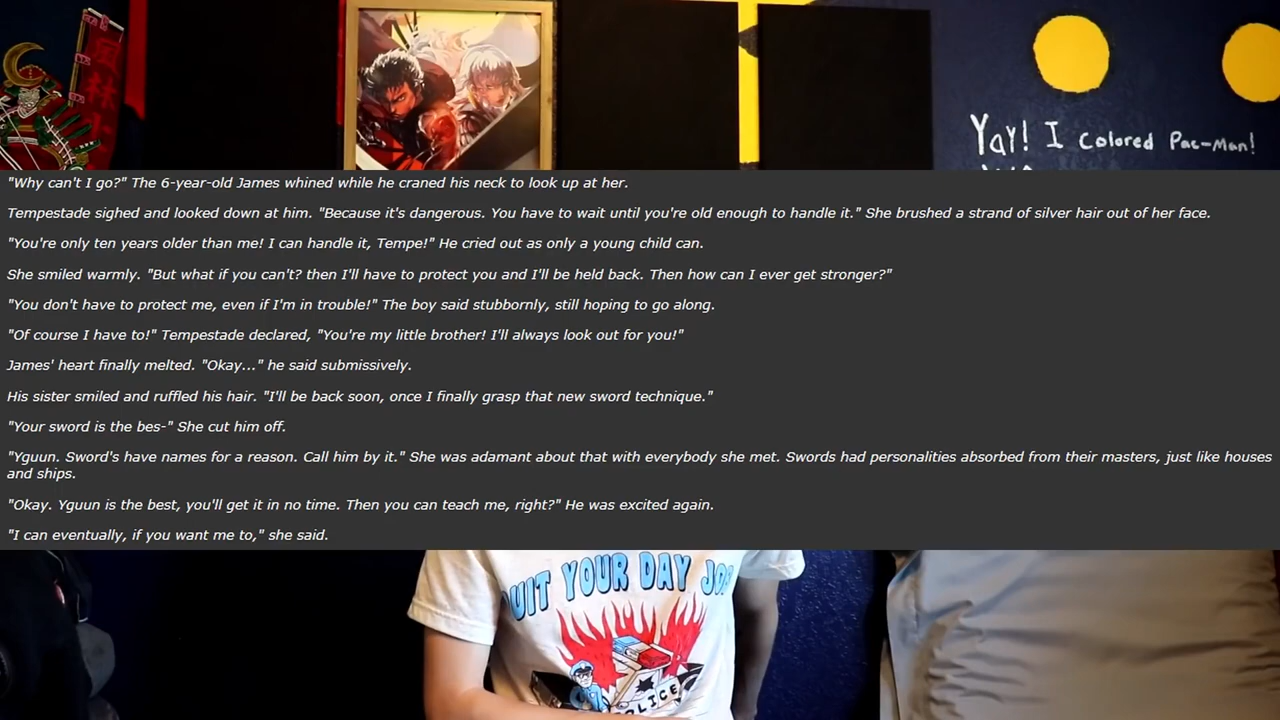 風林火
Yay! I Colored Pac-Man!
"Why can't I go?" The 6-year-old James whined while he craned his neck to look up at her.
Tempestade sighed and looked down at him. "Because it's dangerous. You have to wait until you're old enough to handle it." She brushed a strand of silver hair out of her face.
"You're only ten years older than me! I can handle it, Tempe!" He cried out as only a young child can.
She smiled warmly. "But what if you can't? then I'll have to protect you and I'll be held back. Then how can I ever get stronger?"
"You don't have to protect me, even if I'm in trouble!" The boy said stubbornly, still hoping to go along.
"Of course I have to!" Tempestade declared, "You're my little brother! I'll always look out for you!"
James' heart finally melted. "Okay..." he said submissively.
His sister smiled and ruffled his hair. "I'll be back soon, once I finally grasp that new sword technique."
"Your sword is the bes-" She cut him off.
"Yguun. Sword's have names for a reason. Call him by it." She was adamant about that with everybody she met. Swords had personalities absorbed from their masters, just like houses
and ships.
"Okay. Yguun is the best, you'll get it in no time. Then you can teach me, right?" He was excited again.
"I can eventually, if you want me to," she said.
QUIT YOUR DAY JOB
POLICE